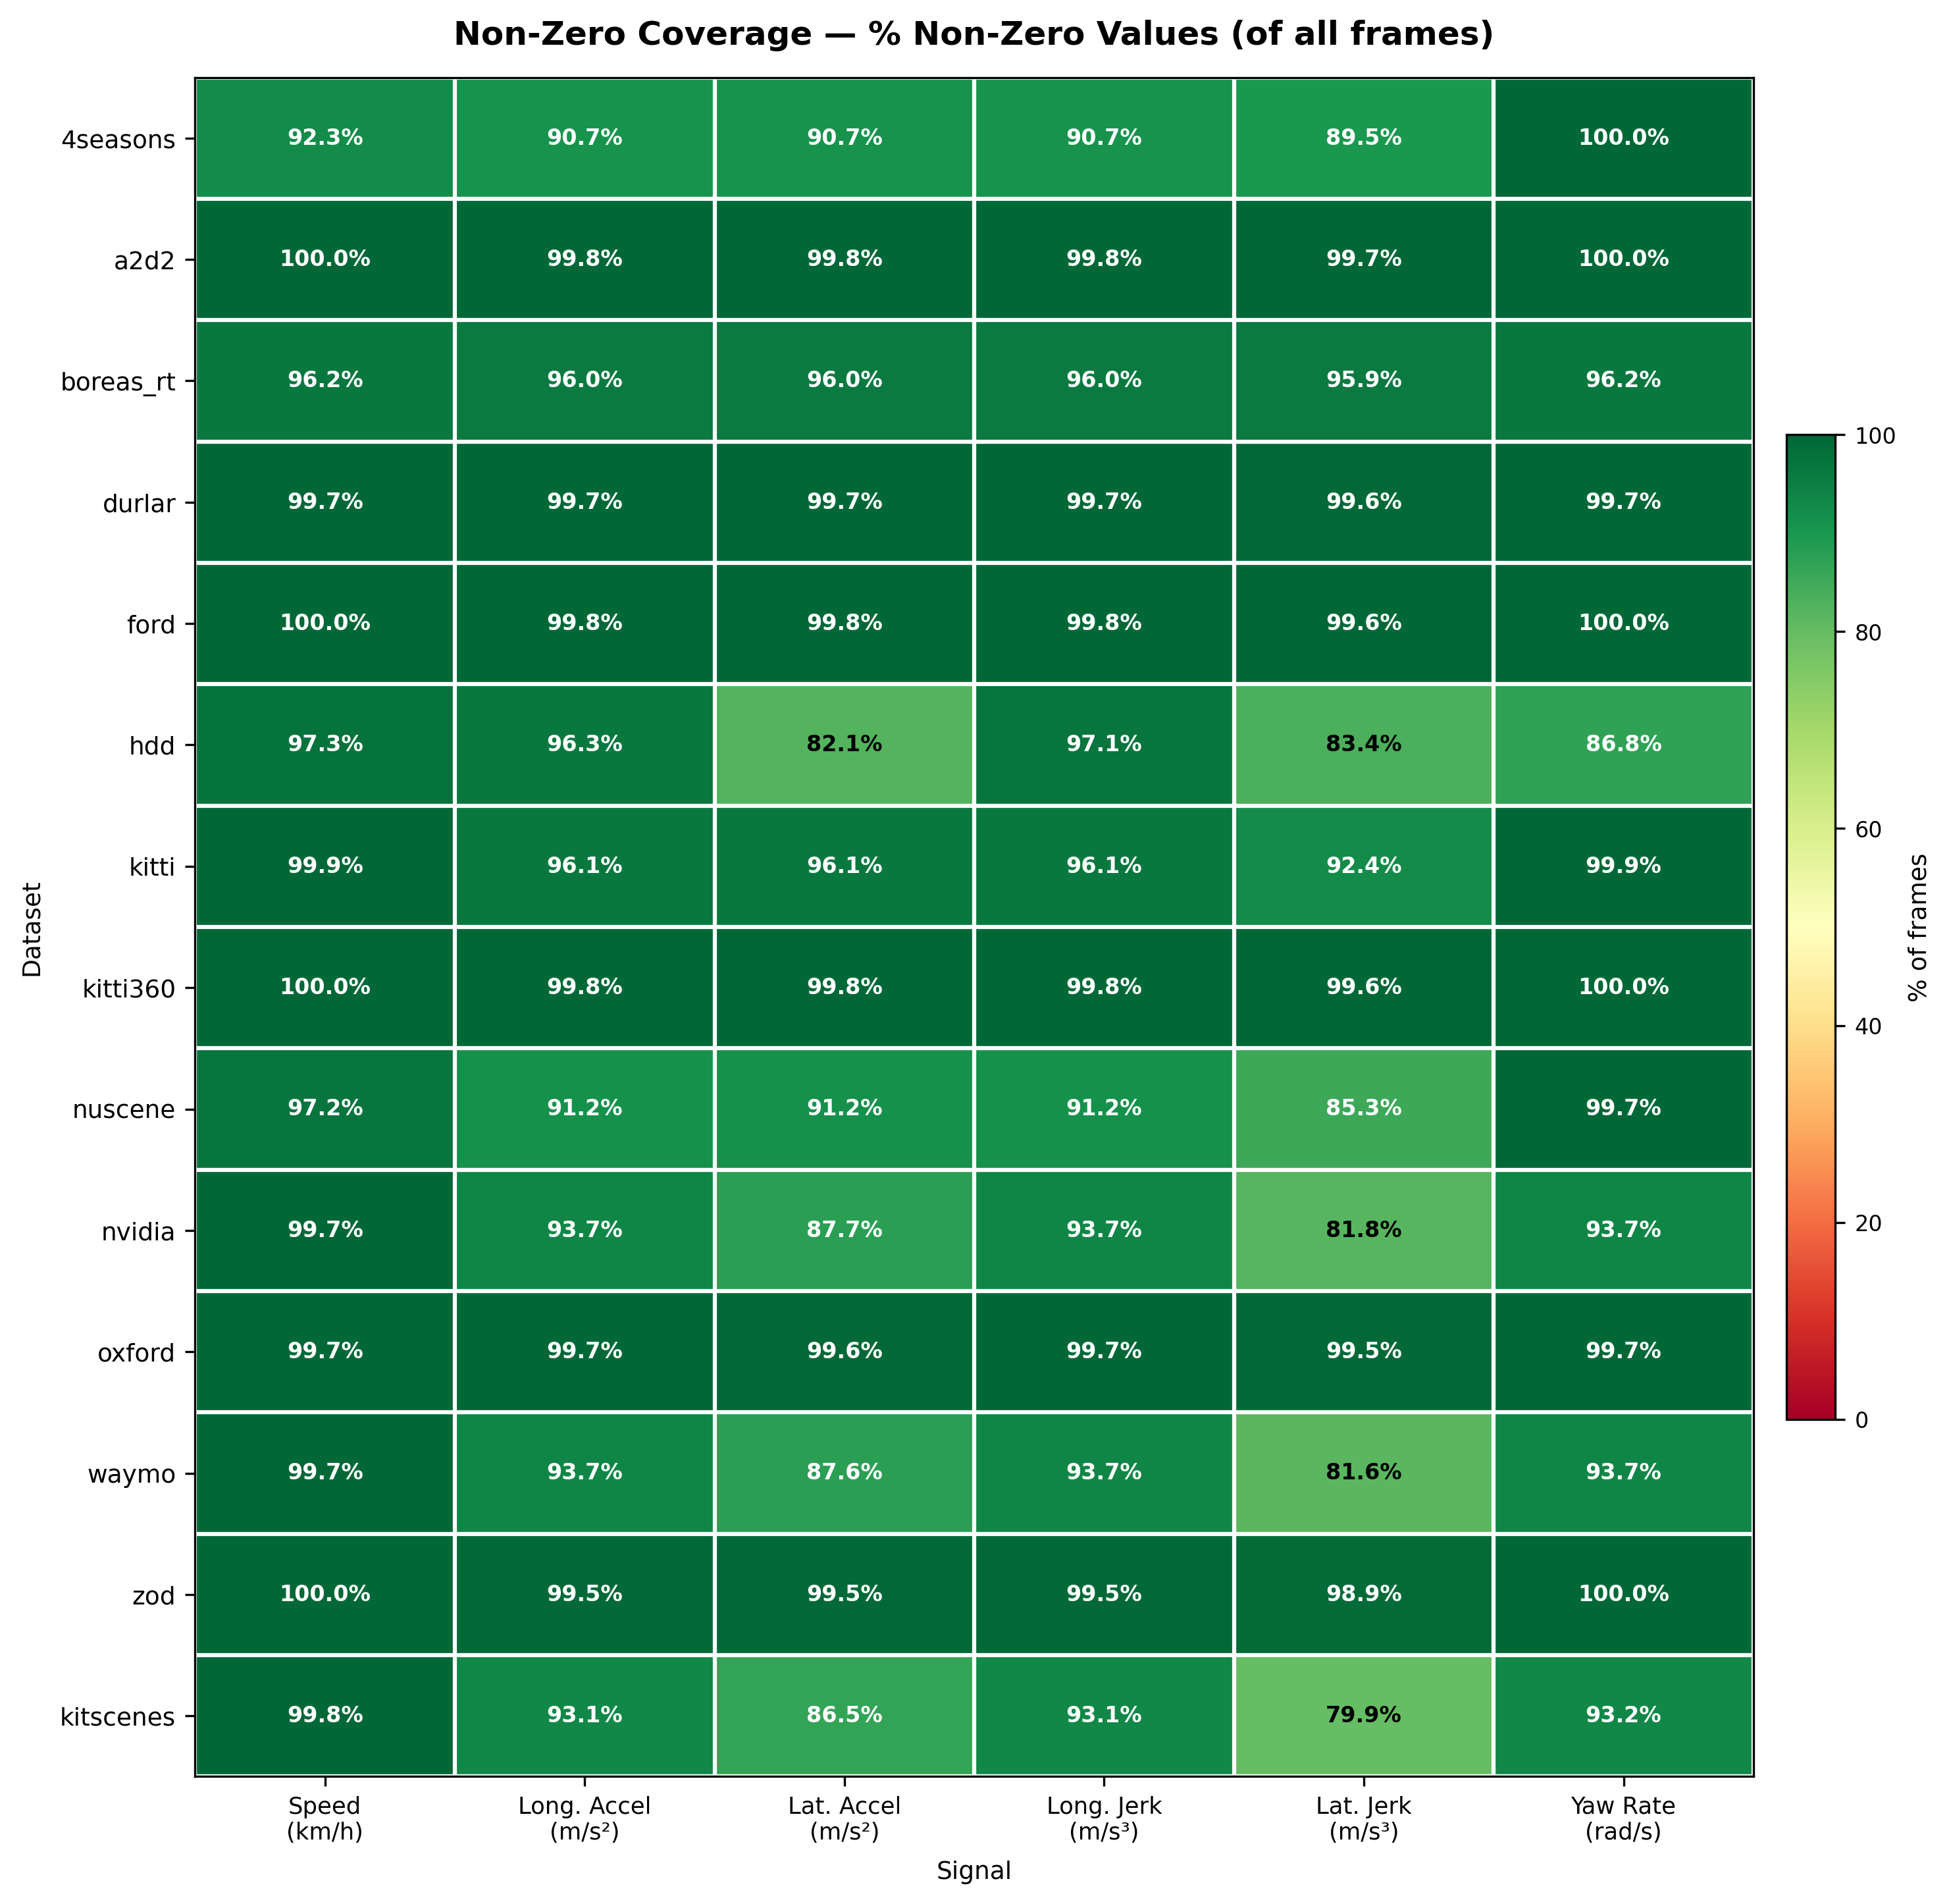 Non-Zero Coverage — % Non-Zero Values (of all frames)
4seasons 92.3% 90.7% 90.7% 90.7% 89.5% 100.0%
a2d2 100.0% 99.8% 99.8% 99.8% 99.7% 100.0%
boreas_rt 96.2% 96.0% 96.0% 96.0% 95.9% 96.2%
durlar 99.7% 99.7% 99.7% 99.7% 99.6% 99.7%
ford 100.0% 99.8% 99.8% 99.8% 99.6% 100.0%
hdd 97.3% 96.3% 82.1% 97.1% 83.4% 86.8%
kitti 99.9% 96.1% 96.1% 96.1% 92.4% 99.9%
kitti360 100.0% 99.8% 99.8% 99.8% 99.6% 100.0%
nuscene 97.2% 91.2% 91.2% 91.2% 85.3% 99.7%
nvidia 99.7% 93.7% 87.7% 93.7% 81.8% 93.7%
oxford 99.7% 99.7% 99.6% 99.7% 99.5% 99.7%
waymo 99.7% 93.7% 87.6% 93.7% 81.6% 93.7%
zod 100.0% 99.5% 99.5% 99.5% 98.9% 100.0%
kitscenes 99.8% 93.1% 86.5% 93.1% 79.9% 93.2%
Speed Long. Accel Lat. Accel Long. Jerk Lat. Jerk Yaw Rate
(km/h) (m/s²) (m/s²) (m/s³) (m/s³) (rad/s)
Signal
Dataset
100
80
60
40
20
0
% of frames